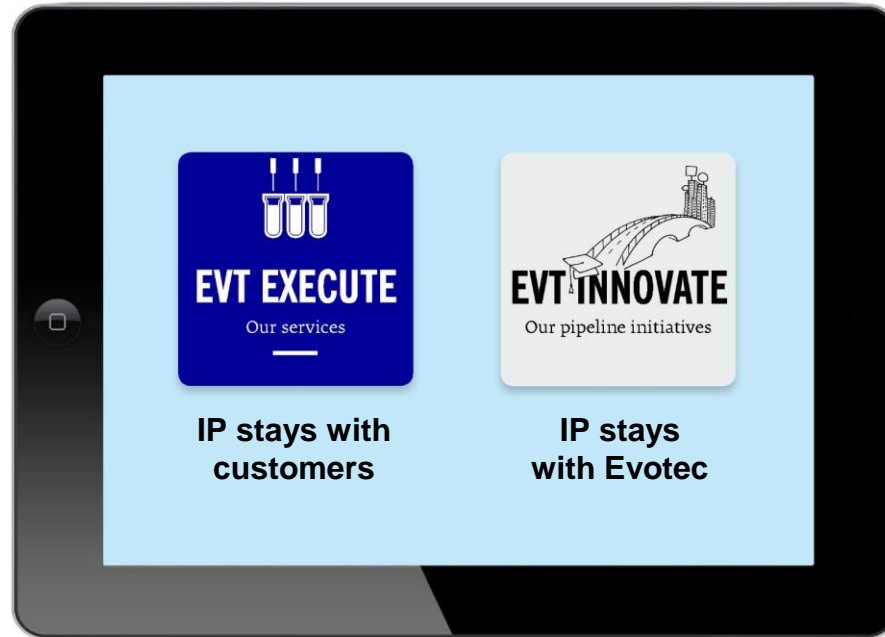 EVT EXECUTE
Our services
IP stays with
customers
EVT INNOVATE
Our pipeline initiatives
IP stays
with Evotec